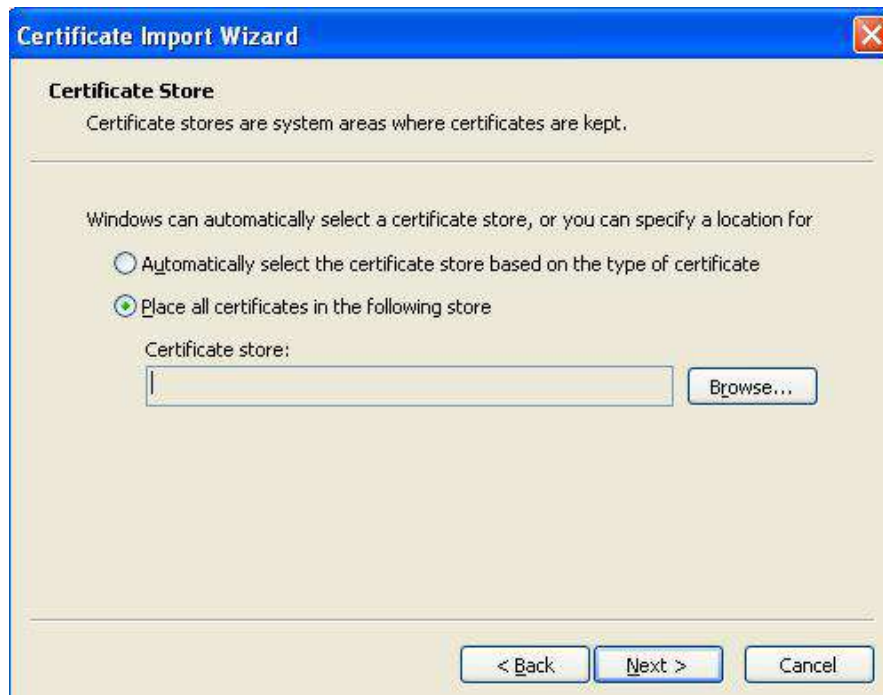 Certificate Import Wizard
Certificate Store
Certificate stores are system areas where certificates are kept.
Windows can automatically select a certificate store, or you can specify a location for
Automatically select the certificate store based on the type of certificate
Place all certificates in the following store
Certificate store:
Browse...
< Back Next > Cancel